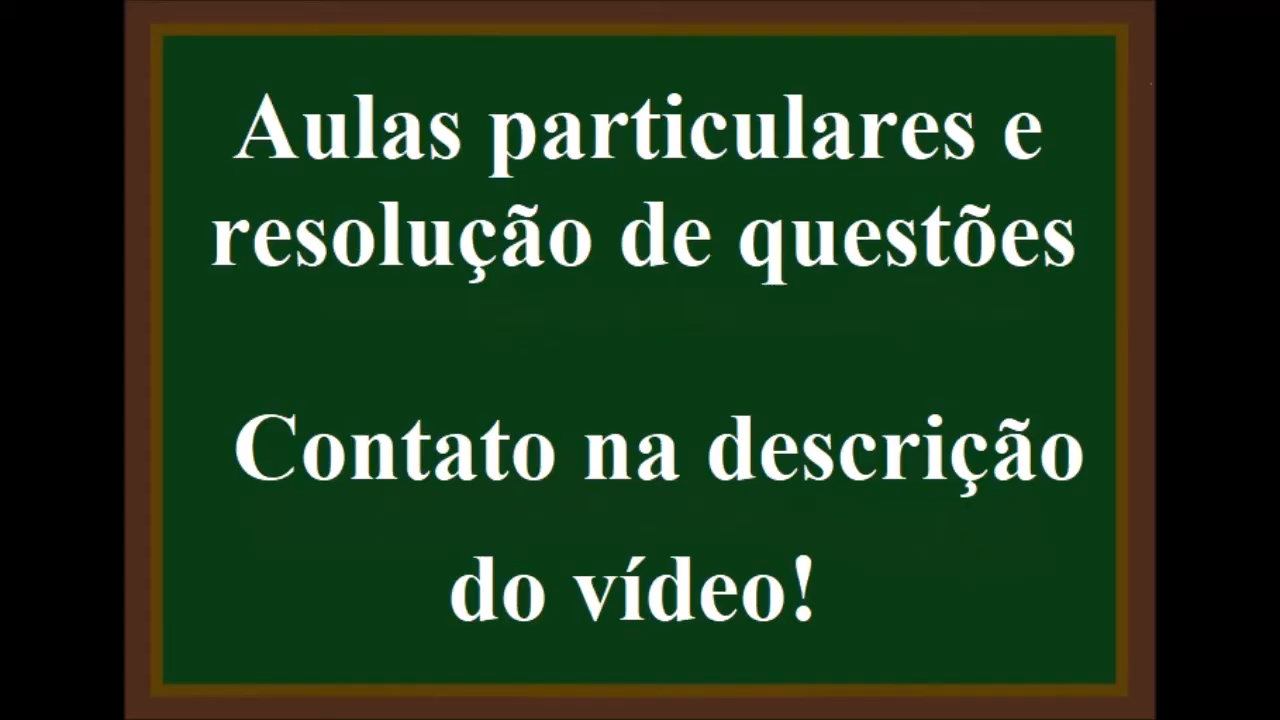 Aulas particulares e
resolução de questões
Contato na descrição
do vídeo!